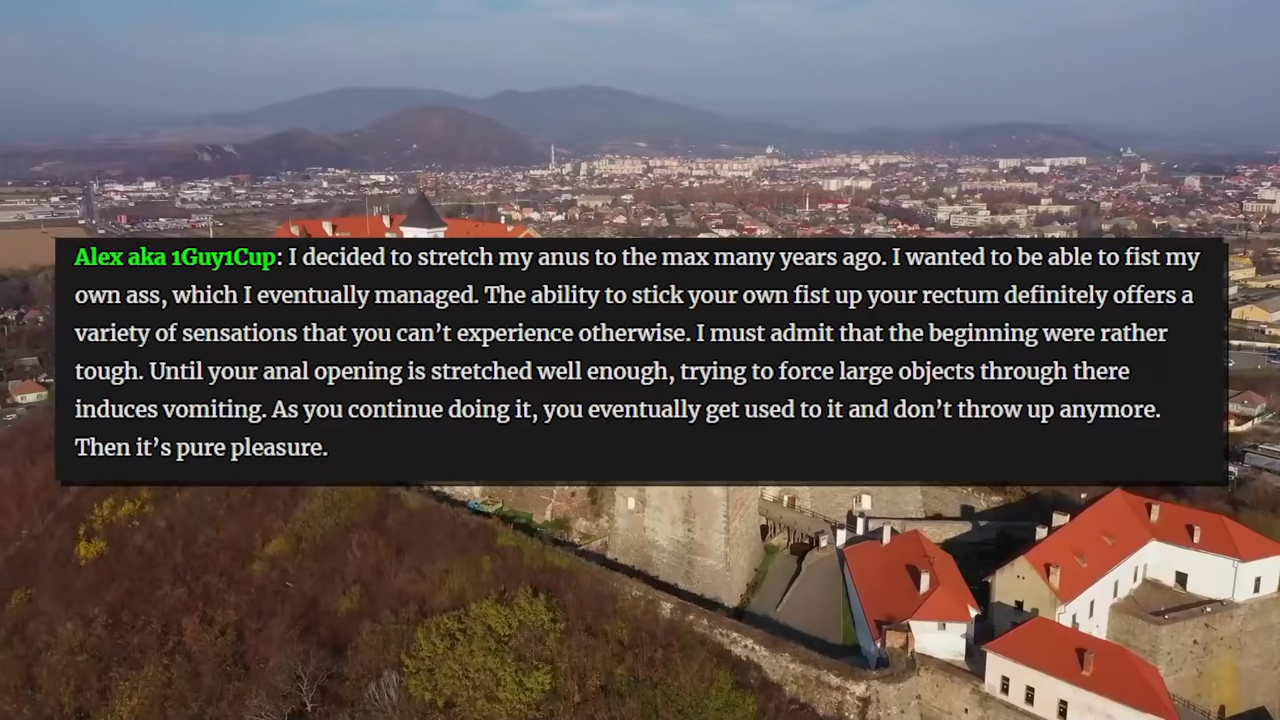 Alex aka 1Guy1Cup: I decided to stretch my anus to the max many years ago. I wanted to be able to fist my
own ass, which I eventually managed. The ability to stick your own fist up your rectum definitely offers a
variety of sensations that you can’t experience otherwise. I must admit that the beginning were rather
tough. Until your anal opening is stretched well enough, trying to force large objects through there
induces vomiting. As you continue doing it, you eventually get used to it and don’t throw up anymore.
Then it’s pure pleasure.